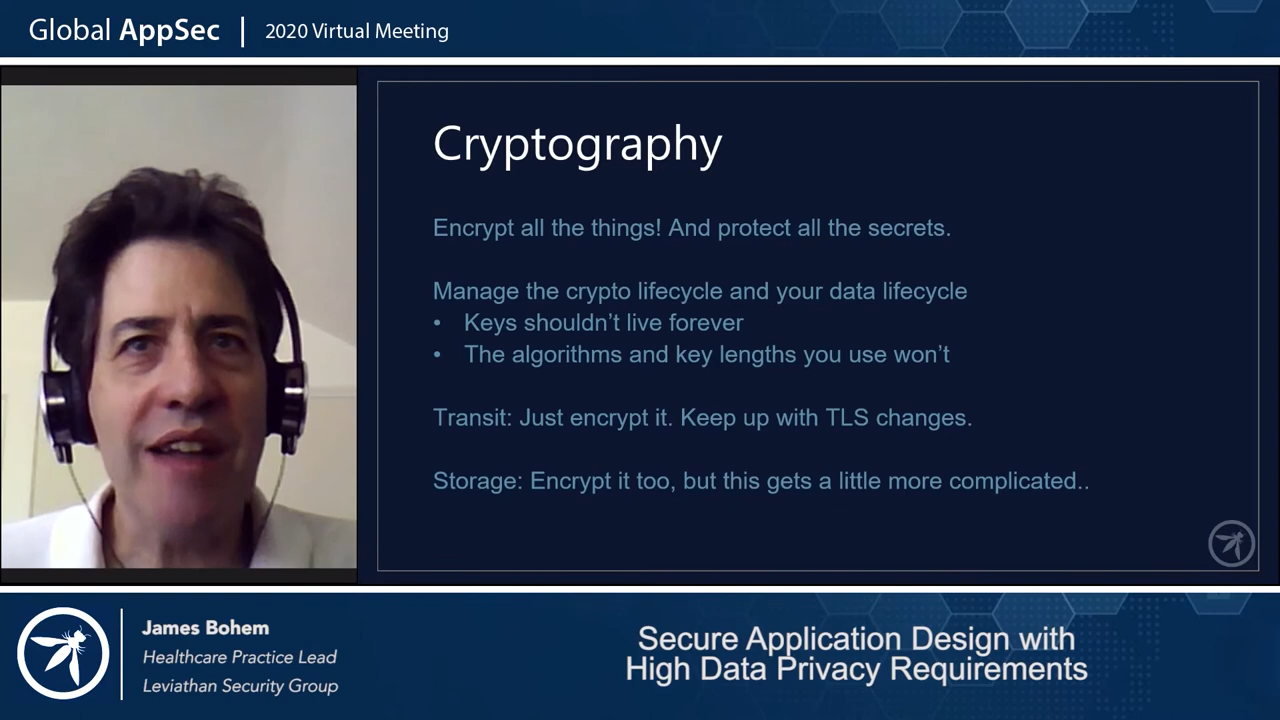 Global AppSec | 2020 Virtual Meeting
Cryptography
Encrypt all the things! And protect all the secrets.
Manage the crypto lifecycle and your data lifecycle
• Keys shouldn’t live forever
• The algorithms and key lengths you use won’t
Transit: Just encrypt it. Keep up with TLS changes.
Storage: Encrypt it too, but this gets a little more complicated..
James Bohem
Healthcare Practice Lead
Leviathan Security Group
Secure Application Design with
High Data Privacy Requirements